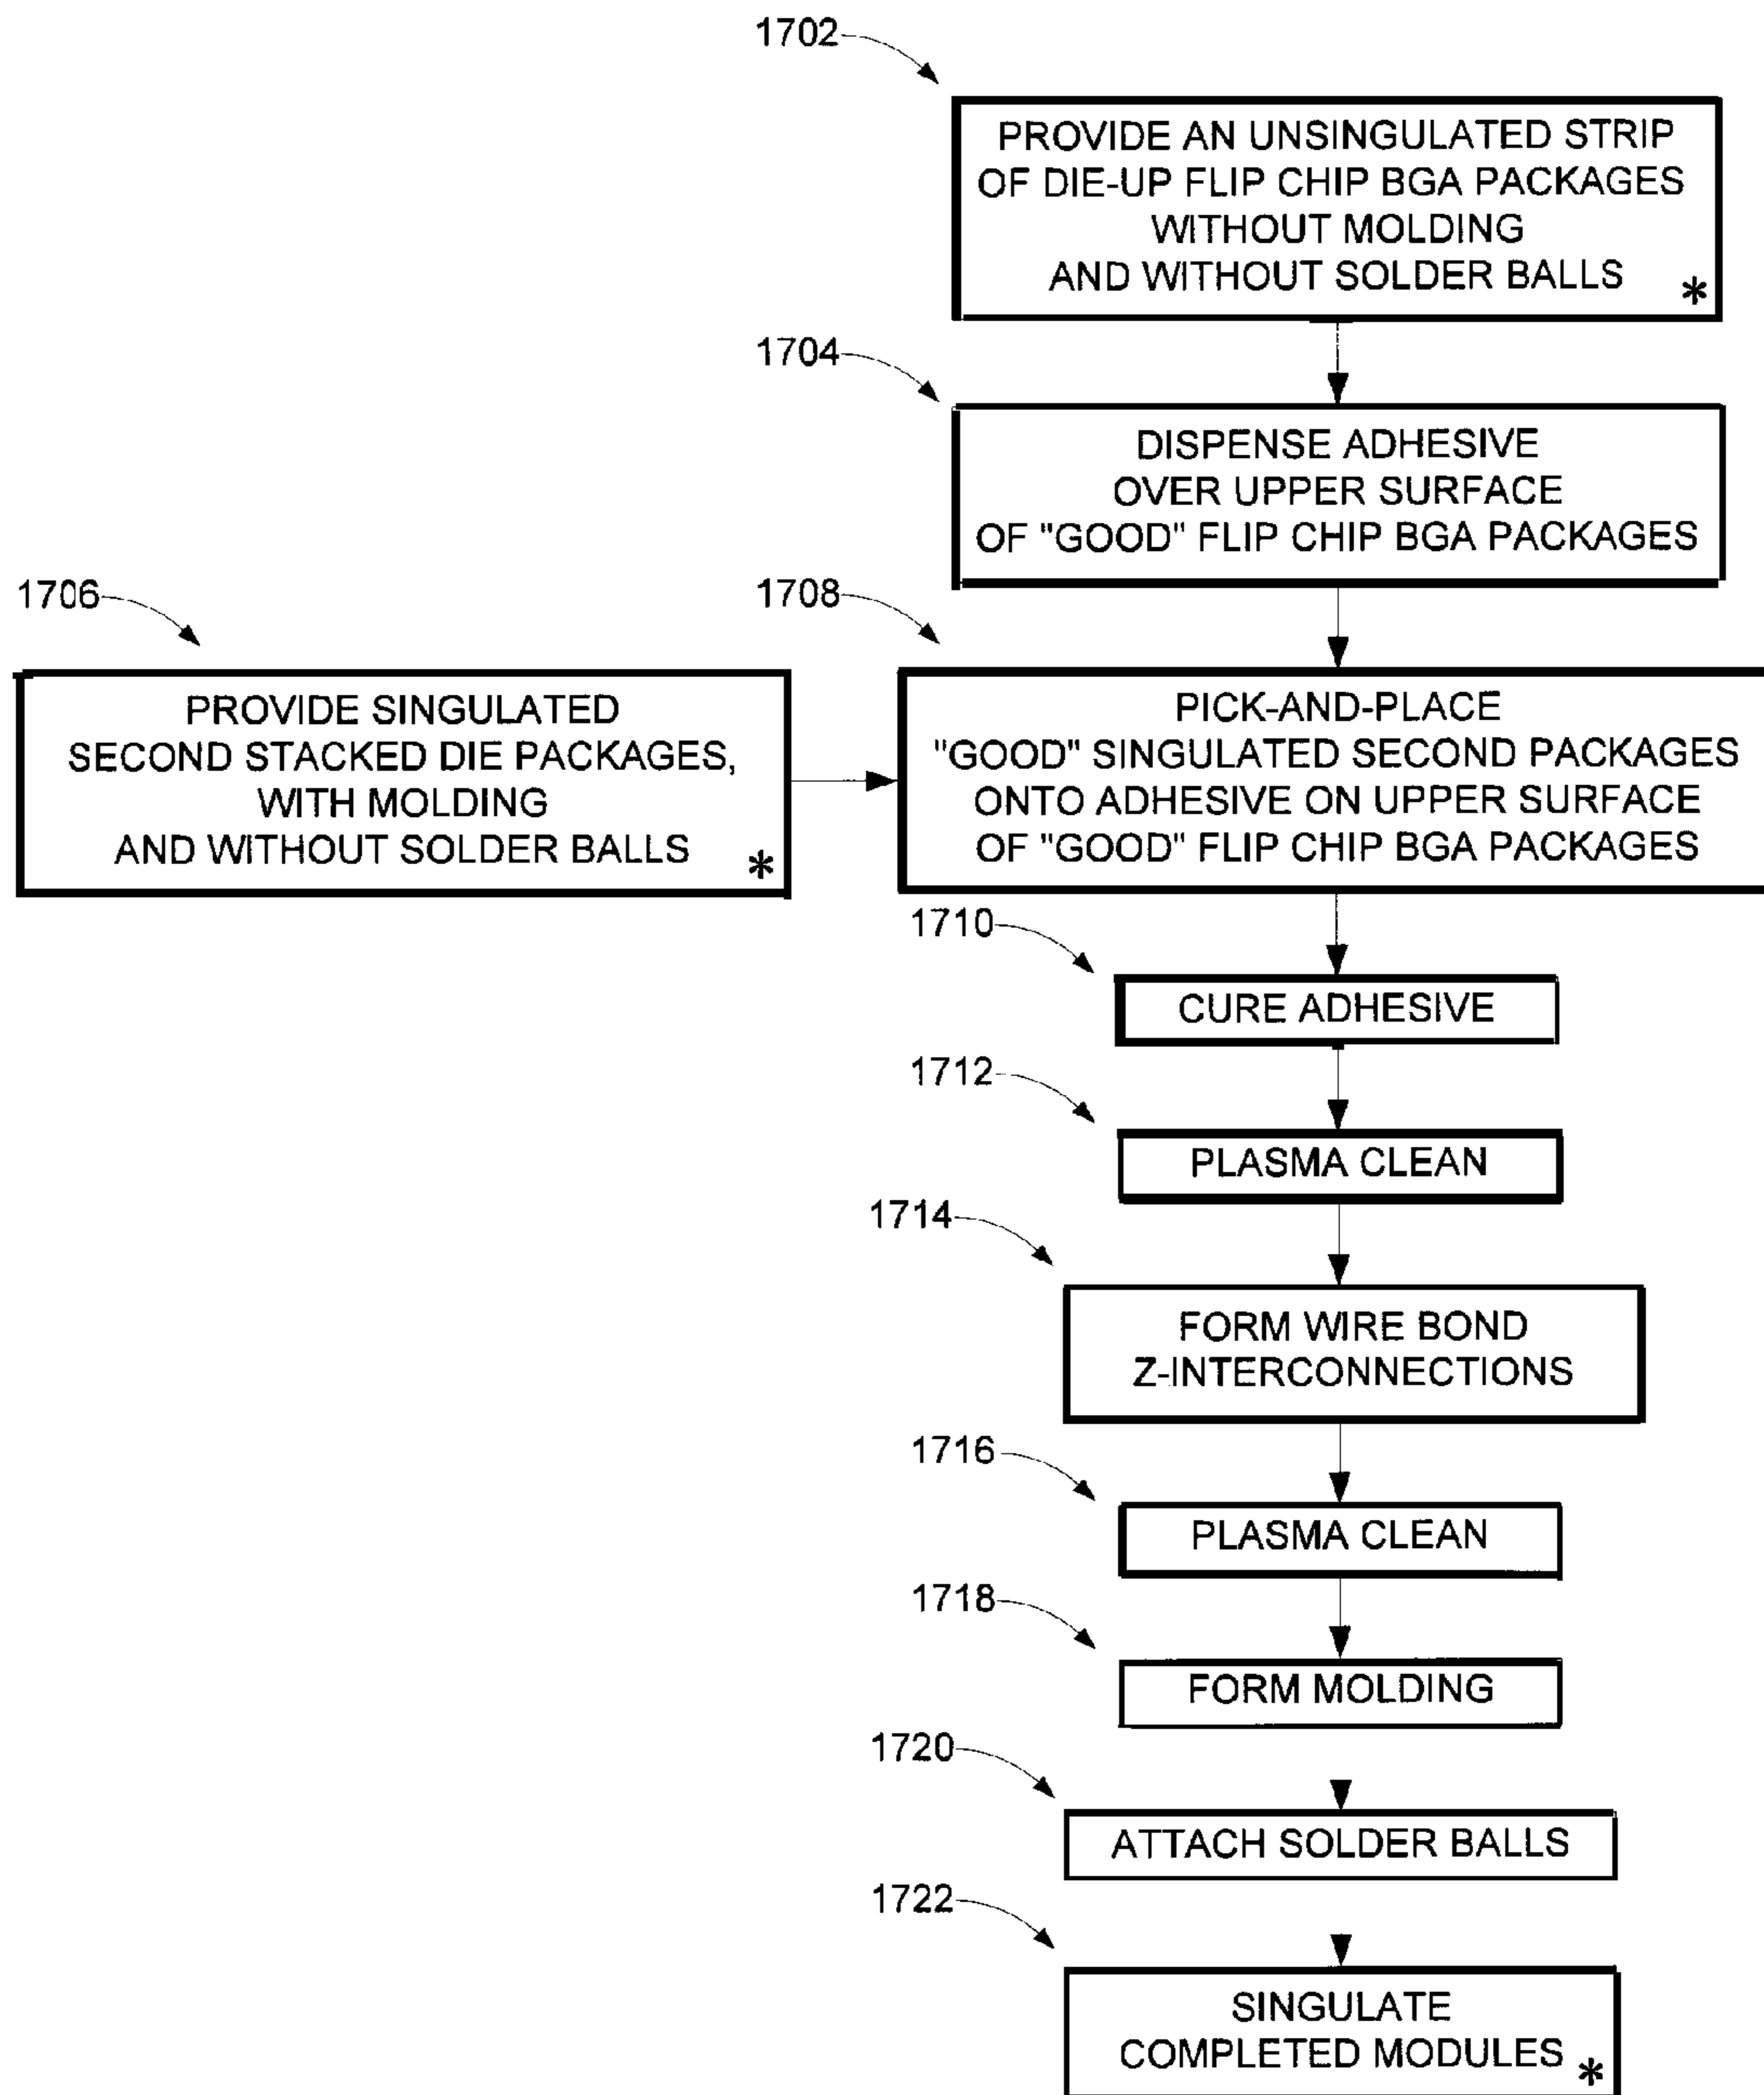 1702
PROVIDE AN UNSINGULATED STRIP
OF DIE-UP FLIP CHIP BGA PACKAGES
WITHOUT MOLDING
AND WITHOUT SOLDER BALLS *
1704
DISPENSE ADHESIVE
OVER UPPER SURFACE
OF "GOOD" FLIP CHIP BGA PACKAGES
1706
PROVIDE SINGULATED
SECOND STACKED DIE PACKAGES,
WITH MOLDING
AND WITHOUT SOLDER BALLS *
1708
PICK-AND-PLACE
"GOOD" SINGULATED SECOND PACKAGES
ONTO ADHESIVE ON UPPER SURFACE
OF "GOOD" FLIP CHIP BGA PACKAGES
1710
CURE ADHESIVE
1712
PLASMA CLEAN
1714
FORM WIRE BOND
Z-INTERCONNECTIONS
1716
PLASMA CLEAN
1718
FORM MOLDING
1720
ATTACH SOLDER BALLS
1722
SINGULATE
COMPLETED MODULES *